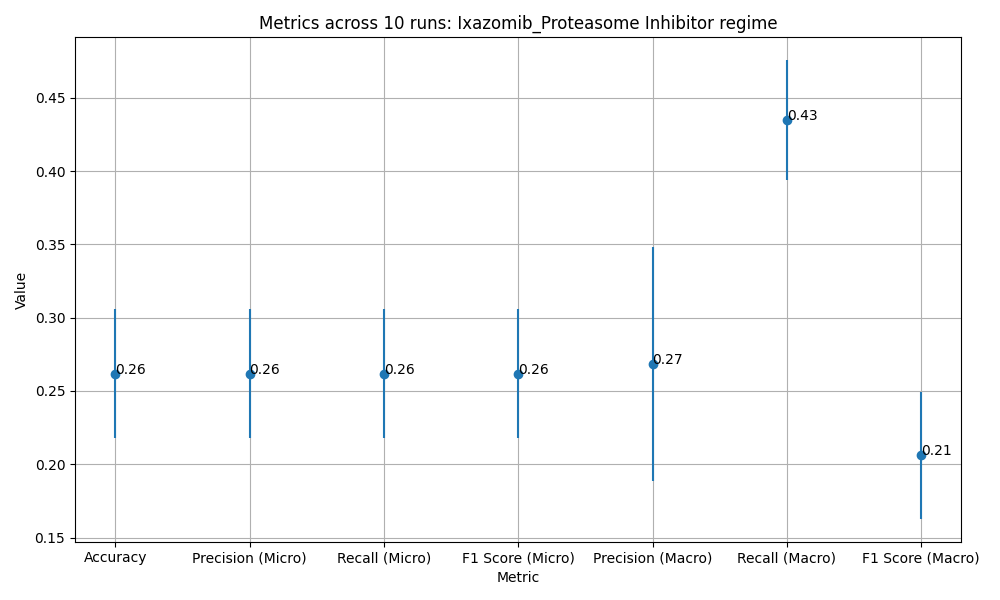 Metrics across 10 runs: Ixazomib_Proteasome Inhibitor regime
Value
0.45
0.40
0.35
0.30
0.25
0.20
0.15
0.26
0.26
0.26
0.26
0.27
0.43
0.21
Accuracy
Precision (Micro)
Recall (Micro)
F1 Score (Micro)
Precision (Macro)
Recall (Macro)
F1 Score (Macro)
Metric